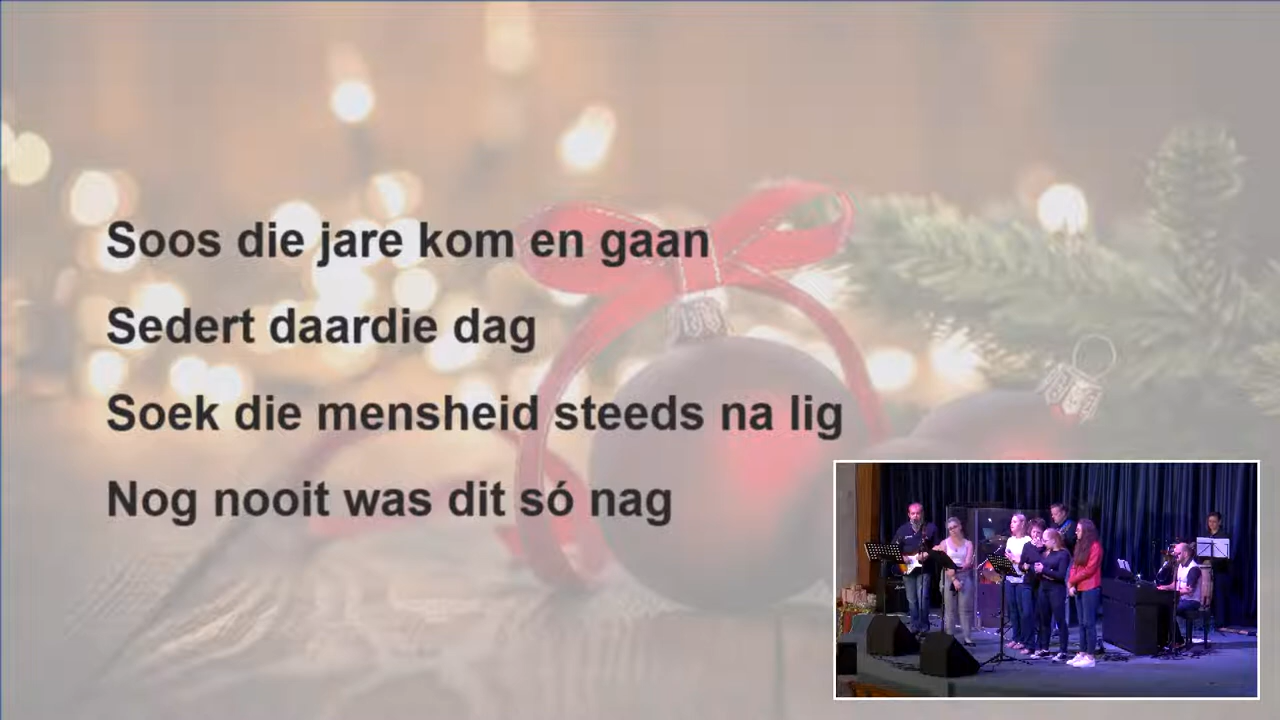 Soos die jare kom en gaan
Sedert daardie dag
Soek die mensheid steeds na lig
Nog nooit was dit só nag